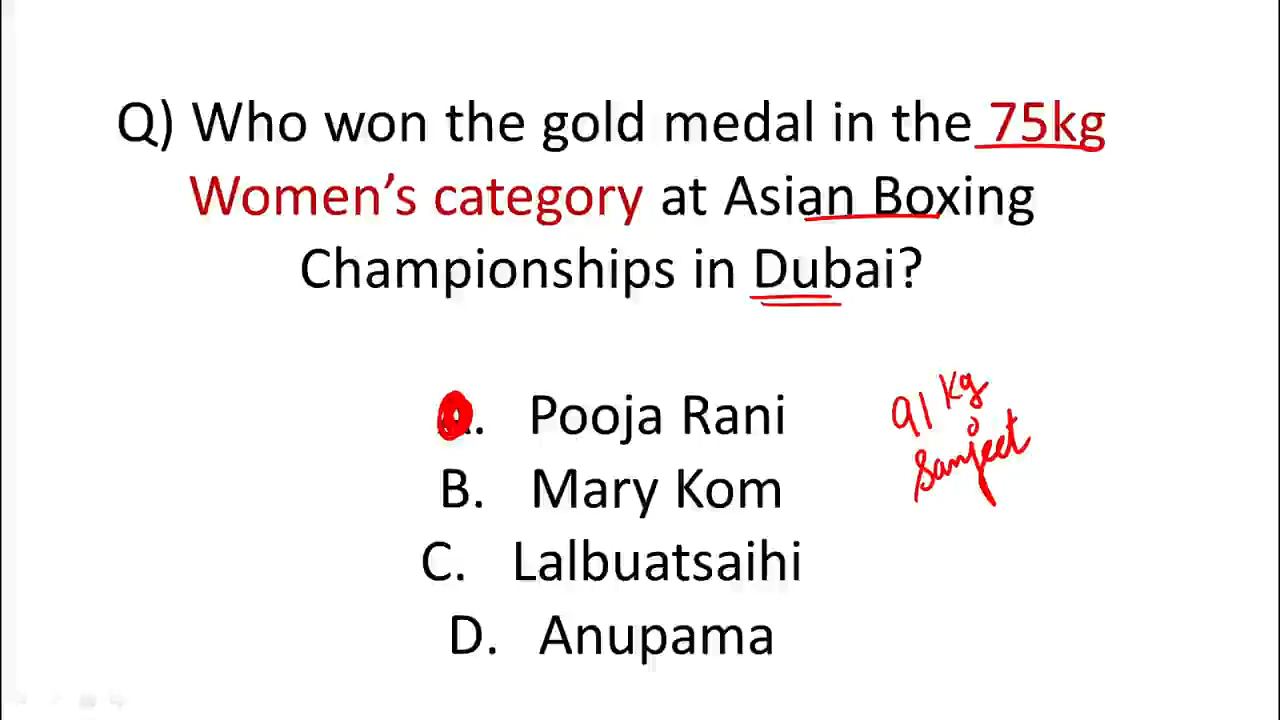 Q) Who won the gold medal in the 75kg
Women’s category at Asian Boxing
Championships in Dubai?
A. Pooja Rani
91 kg
Sanjeet
B. Mary Kom
C. Lalbuatsaihi
D. Anupama